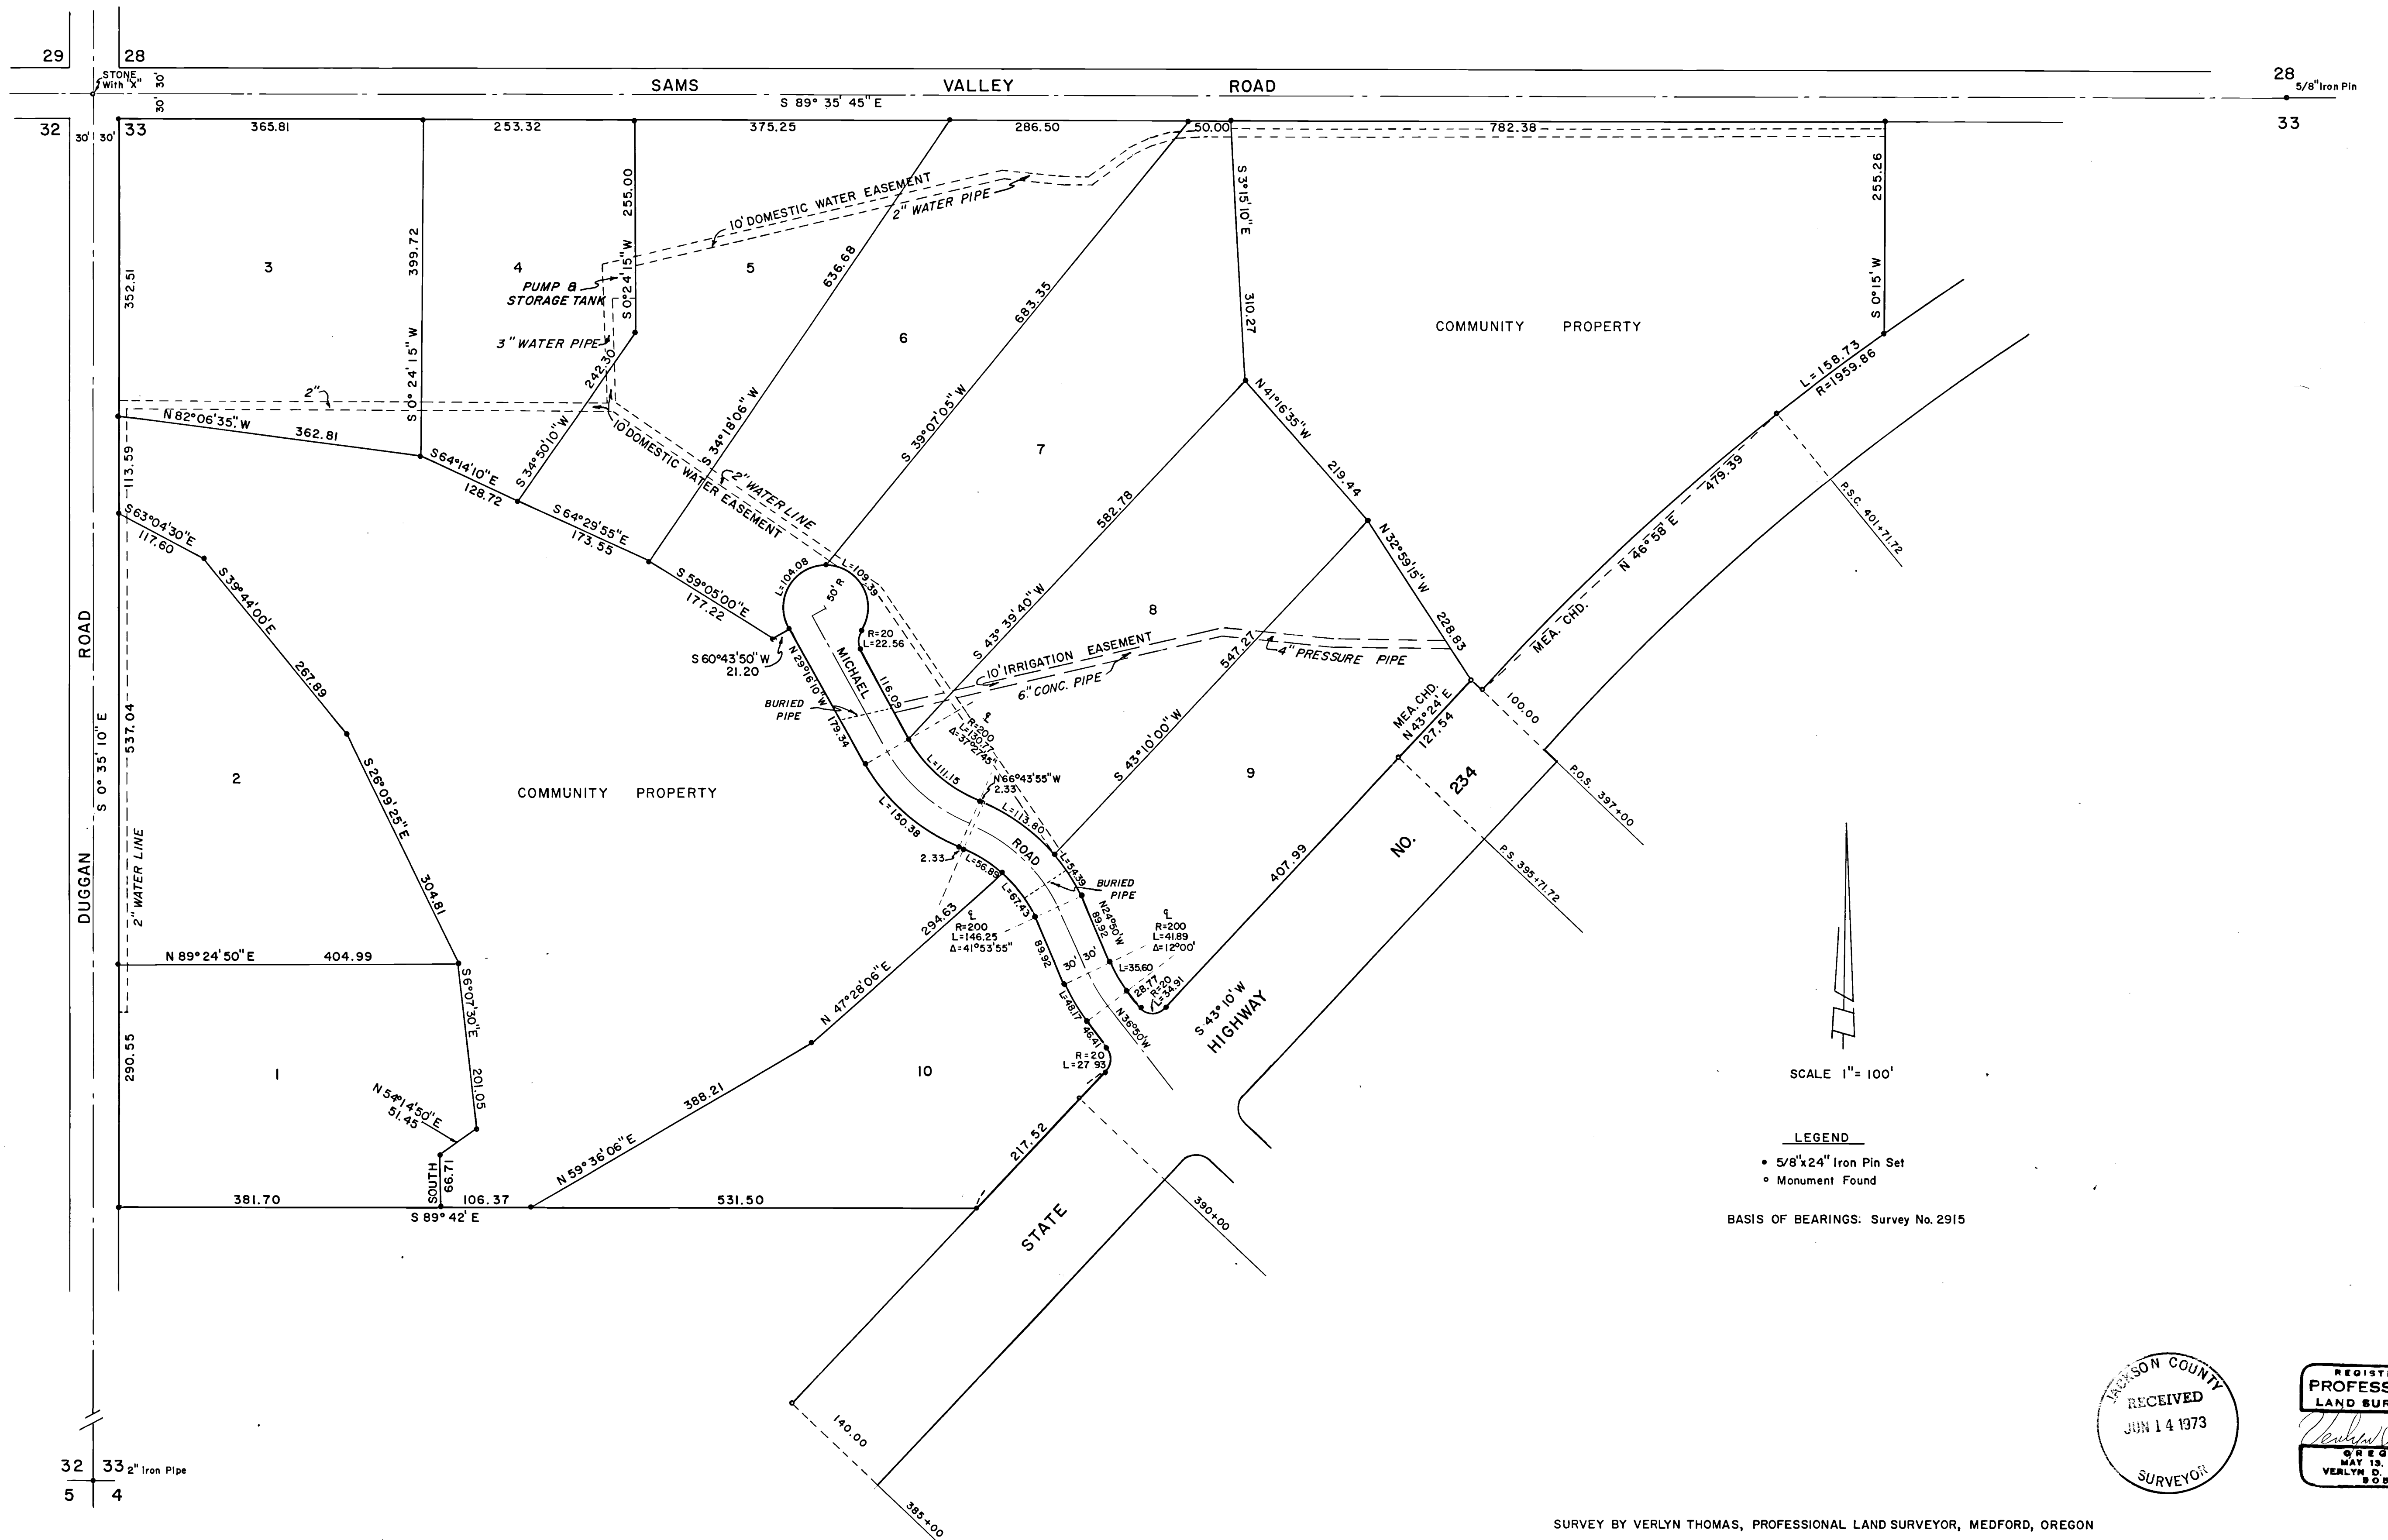 29
28
28
5/8" Iron Pin
STONE
With "X"
30'
30'
SAMS VALLEY ROAD
S 89° 35' 45" E
32
30'
30'
33
33
365.81
253.32
375.25
286.50
50.00
782.38
352.51
3
399.72
S 0° 24' 15" W
4
255.00
S 0°24'15" W
5
10' DOMESTIC WATER EASEMENT
2" WATER PIPE
PUMP &
STORAGE TANK
3" WATER PIPE
636.68
S 34°18'06" W
6
683.35
S 39°07'05" W
7
S 3°15'10"E
310.27
COMMUNITY PROPERTY
255.26
S 0°15' W
L=158.73
R=1959.86
2"
242.30
S 34°50'10" W
N 82°06'35" W
362.81
113.59
S64°14'10"E
128.72
10' DOMESTIC WATER EASEMENT
2" WATER LINE
S 64°29'55"E
173.55
S 59°05'00"E
177.22
N 41°16'35" W
219.44
582.78
S 43° 39'40" W
479.39
N 46°58' E
MEA. CHD.
P.S.C. 401+71.72
S 63°04'30"E
117.60
S 39°44'00"E
267.89
L=104.08
L=109.39
50' R
R=20
L=22.56
S 60°43'50" W
21.20
N 29°16'10" W
179.34
MICHAEL
116.09
BURIED
PIPE
8
N 32°59'15" W
228.83
547.27
S 43°10'00" W
10' IRRIGATION EASEMENT
6" CONC. PIPE
4" PRESSURE PIPE
9
MEA. CHD.
N 43°24' E
127.54
100.00
P.O.S. 397+00
234
NO.
P.S. 395+71.72
DUGGAN ROAD
S 0° 35' 10" E
537.04
2" WATER LINE
2
S 26°09'25"E
304.81
COMMUNITY PROPERTY
℄
R=200
L=130.77
Δ=37°27'45"
L=111.15
N 66°43'55" W
2.33
L=150.38
L=113.80
ROAD
2.33
L=56.89
L=54.39
BURIED
PIPE
L=67.43
℄
R=200
L=146.25
Δ=41°53'55"
294.63
N24°50'W
89.92
89.92
℄
R=200
L=41.89
Δ=12°00'
30'
30'
L=35.60
28.77
R=20
L=34.91
L=48.17
N36°50'W
46.41
R=20
L=27.93
407.99
S 43°10' W
HIGHWAY
N 89°24'50"E
404.99
S6°07'30"E
201.05
290.55
1
N 54°14'50"E
51.45
SOUTH
66.71
N 47°28'06"E
388.21
N 59°36'06"E
10
217.52
381.70
106.37
531.50
S 89° 42' E
STATE
390+00
140.00
385+00
SCALE 1"= 100'
LEGEND
5/8"x24" Iron Pin Set
Monument Found
BASIS OF BEARINGS: Survey No. 2915
32
33
2" Iron Pipe
5
4
JACKSON COUNTY
RECEIVED
JUN 14 1973
SURVEYOR
REGIST
PROFESS
LAND SUR
OREG
MAY 13,
VERLYN D.
SURVEY BY VERLYN THOMAS, PROFESSIONAL LAND SURVEYOR, MEDFORD, OREGON